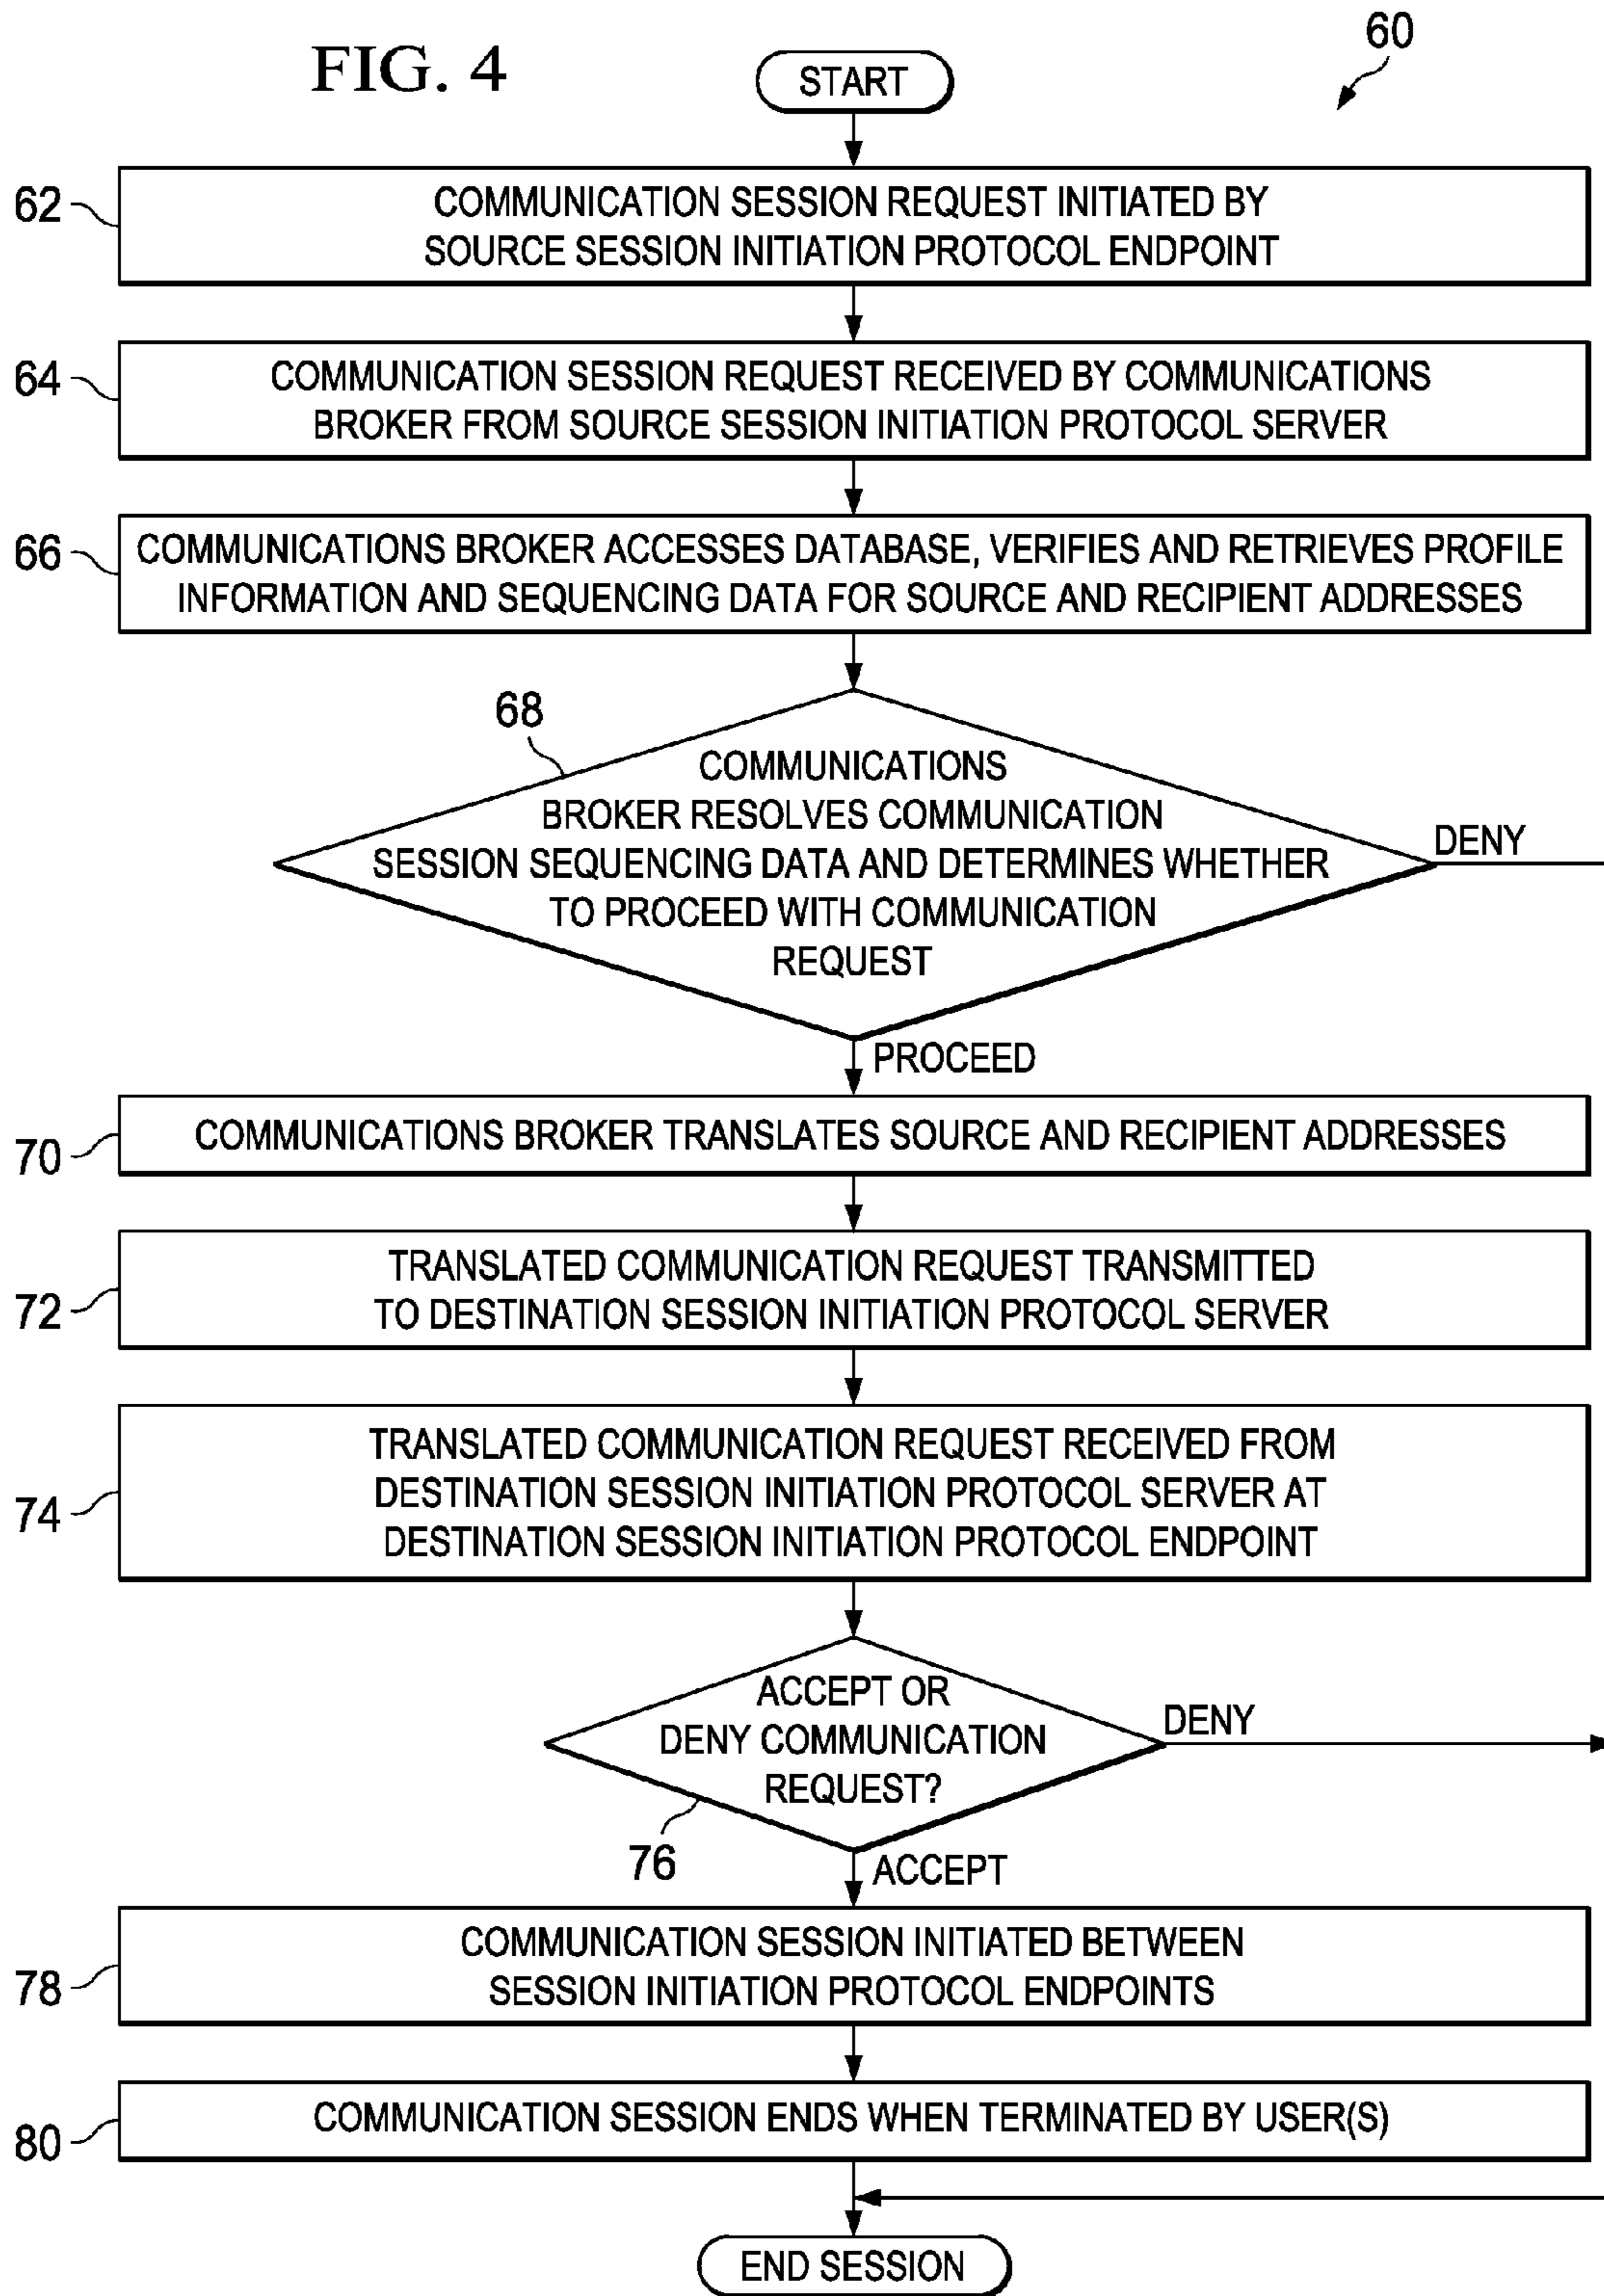 FIG. 4
60
START
62
COMMUNICATION SESSION REQUEST INITIATED BY
SOURCE SESSION INITIATION PROTOCOL ENDPOINT
64
COMMUNICATION SESSION REQUEST RECEIVED BY COMMUNICATIONS
BROKER FROM SOURCE SESSION INITIATION PROTOCOL SERVER
66
COMMUNICATIONS BROKER ACCESSES DATABASE, VERIFIES AND RETRIEVES PROFILE
INFORMATION AND SEQUENCING DATA FOR SOURCE AND RECIPIENT ADDRESSES
68
COMMUNICATIONS
BROKER RESOLVES COMMUNICATION
SESSION SEQUENCING DATA AND DETERMINES WHETHER
TO PROCEED WITH COMMUNICATION
REQUEST
DENY
PROCEED
70
COMMUNICATIONS BROKER TRANSLATES SOURCE AND RECIPIENT ADDRESSES
72
TRANSLATED COMMUNICATION REQUEST TRANSMITTED
TO DESTINATION SESSION INITIATION PROTOCOL SERVER
74
TRANSLATED COMMUNICATION REQUEST RECEIVED FROM
DESTINATION SESSION INITIATION PROTOCOL SERVER AT
DESTINATION SESSION INITIATION PROTOCOL ENDPOINT
ACCEPT OR
DENY COMMUNICATION
REQUEST?
DENY
76
ACCEPT
78
COMMUNICATION SESSION INITIATED BETWEEN
SESSION INITIATION PROTOCOL ENDPOINTS
80
COMMUNICATION SESSION ENDS WHEN TERMINATED BY USER(S)
END SESSION